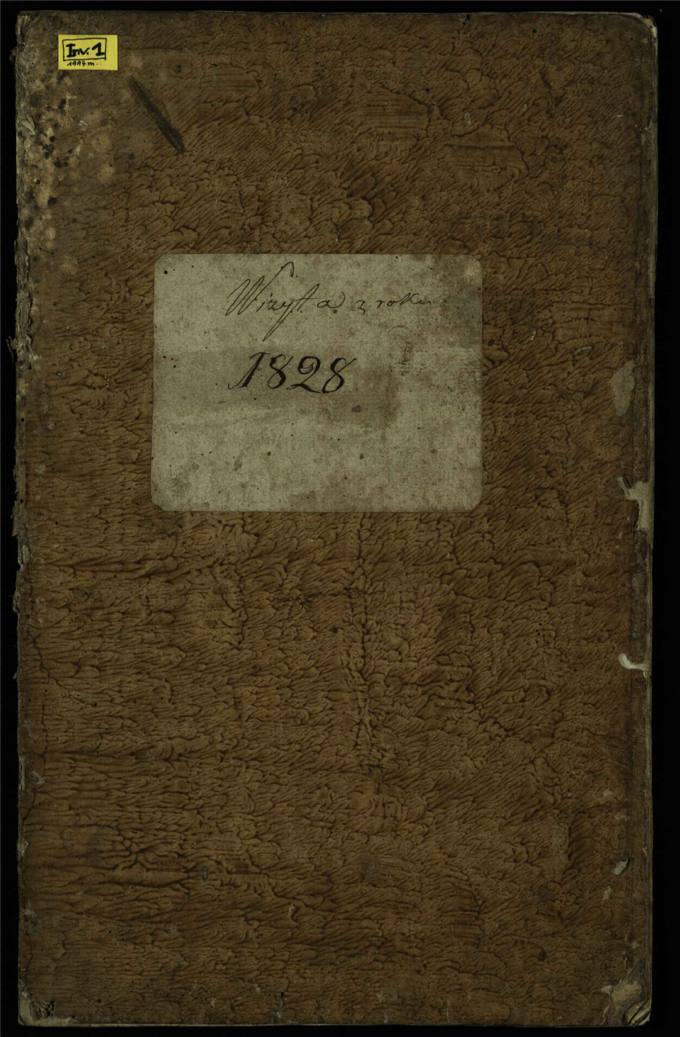 Inv. 1
Wizyta z roku
1828